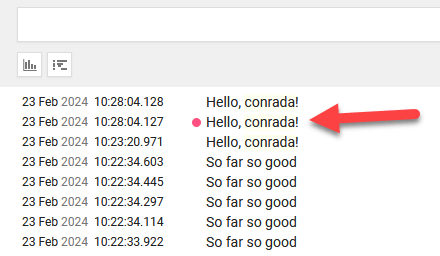 23 Feb 2024 10:28:04.128 Hello, conrada!
23 Feb 2024 10:28:04.127 Hello, conrada!
23 Feb 2024 10:23:20.971 Hello, conrada!
23 Feb 2024 10:22:34.603 So far so good
23 Feb 2024 10:22:34.445 So far so good
23 Feb 2024 10:22:34.297 So far so good
23 Feb 2024 10:22:34.114 So far so good
23 Feb 2024 10:22:33.922 So far so good